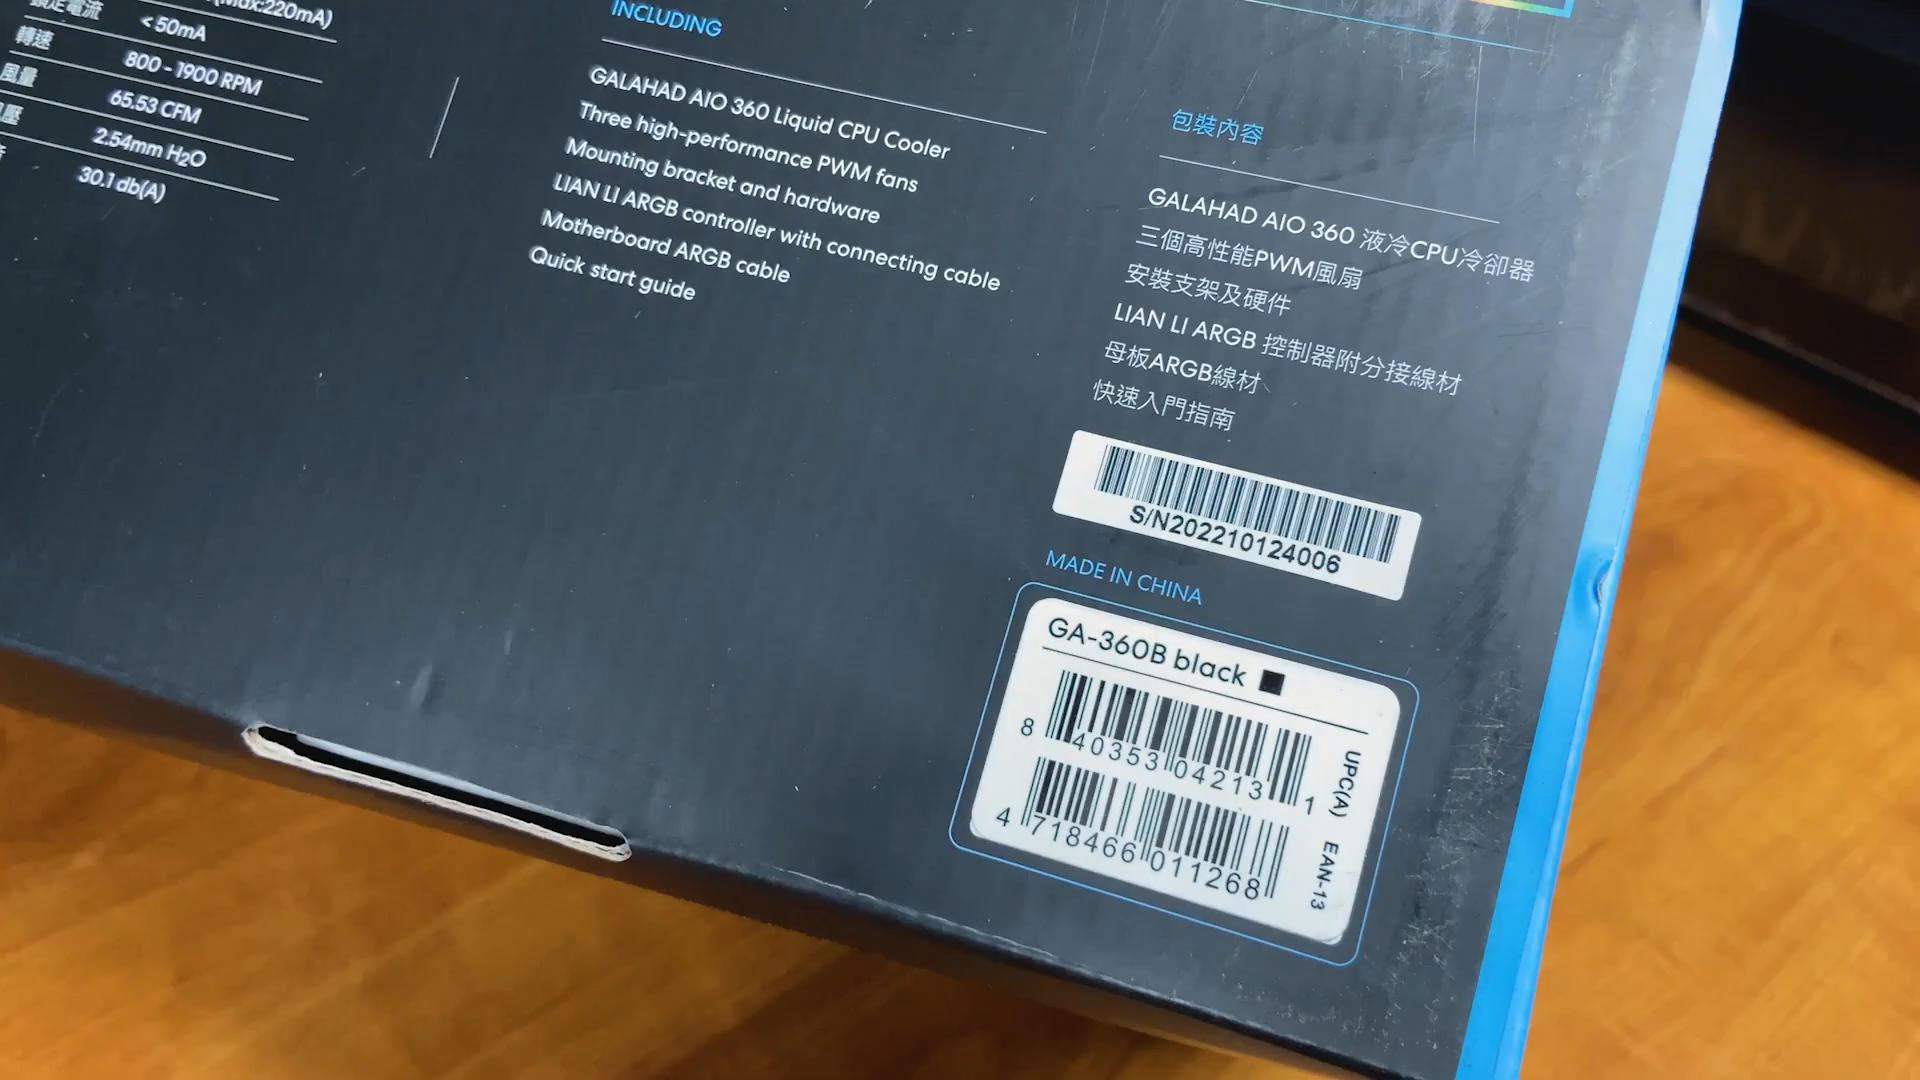 (Max:220mA)
額定電流
< 50mA
轉速
800 - 1900 RPM
風量
65.53 CFM
2.54mm H2O
30.1 db(A)
INCLUDING
GALAHAD AIO 360 Liquid CPU Cooler
Three high-performance PWM fans
Mounting bracket and hardware
LIAN LI ARGB controller with connecting cable
Motherboard ARGB cable
Quick start guide
包裝內容
GALAHAD AIO 360 液冷CPU冷卻器
三個高性能PWM風扇
安裝支架及硬件
LIAN LI ARGB 控制器附分接線材
母板ARGB線材
快速入門指南
S/N202210124006
MADE IN CHINA
GA-360B black
8 40353 04213 1
UPC(A)
4 718466 011268
EAN-13